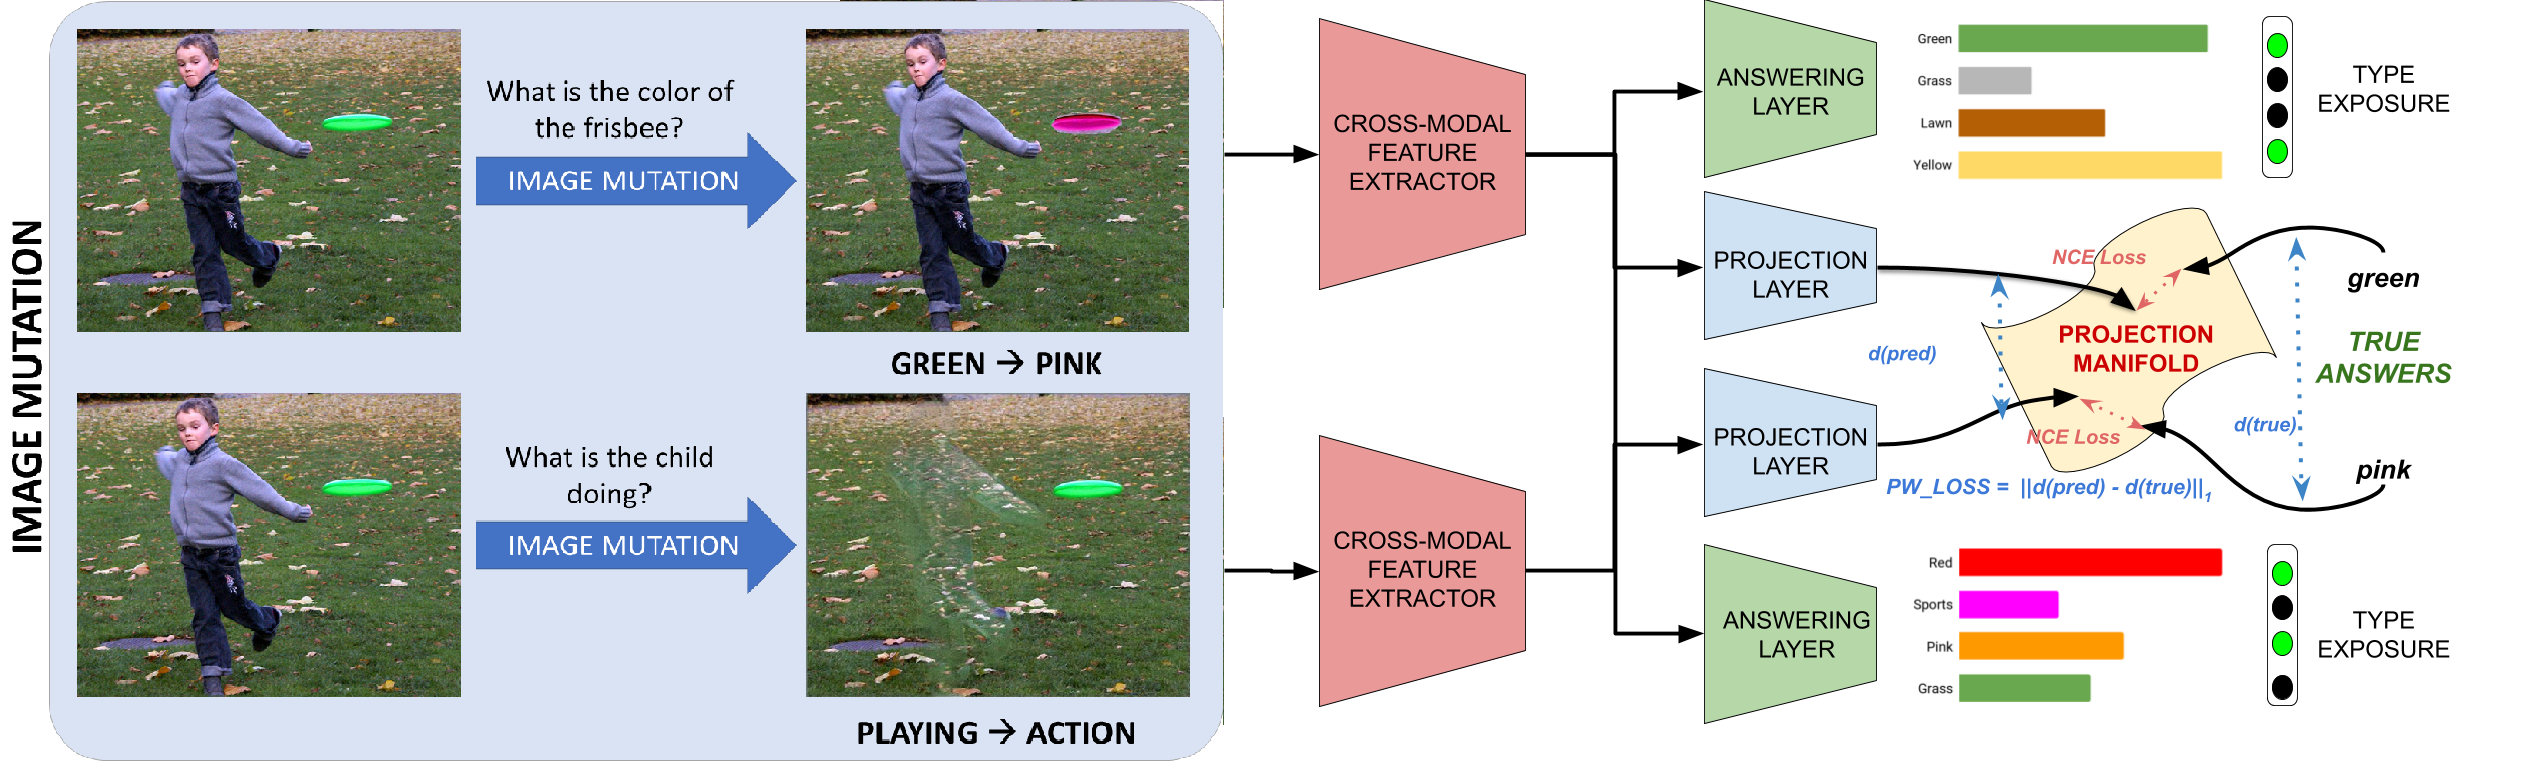 IMAGE MUTATION
What is the color of
the frisbee?
IMAGE MUTATION
GREEN → PINK
What is the child
doing?
IMAGE MUTATION
PLAYING → ACTION
CROSS-MODAL
FEATURE
EXTRACTOR
CROSS-MODAL
FEATURE
EXTRACTOR
ANSWERING
LAYER
PROJECTION
LAYER
PROJECTION
LAYER
ANSWERING
LAYER
Green
Grass
Lawn
Yellow
TYPE
EXPOSURE
NCE Loss
green
PROJECTION
MANIFOLD
d(pred)
TRUE
ANSWERS
d(true)
NCE Loss
pink
PW_LOSS = ||d(pred) - d(true)||₁
Red
Sports
Pink
Grass
TYPE
EXPOSURE